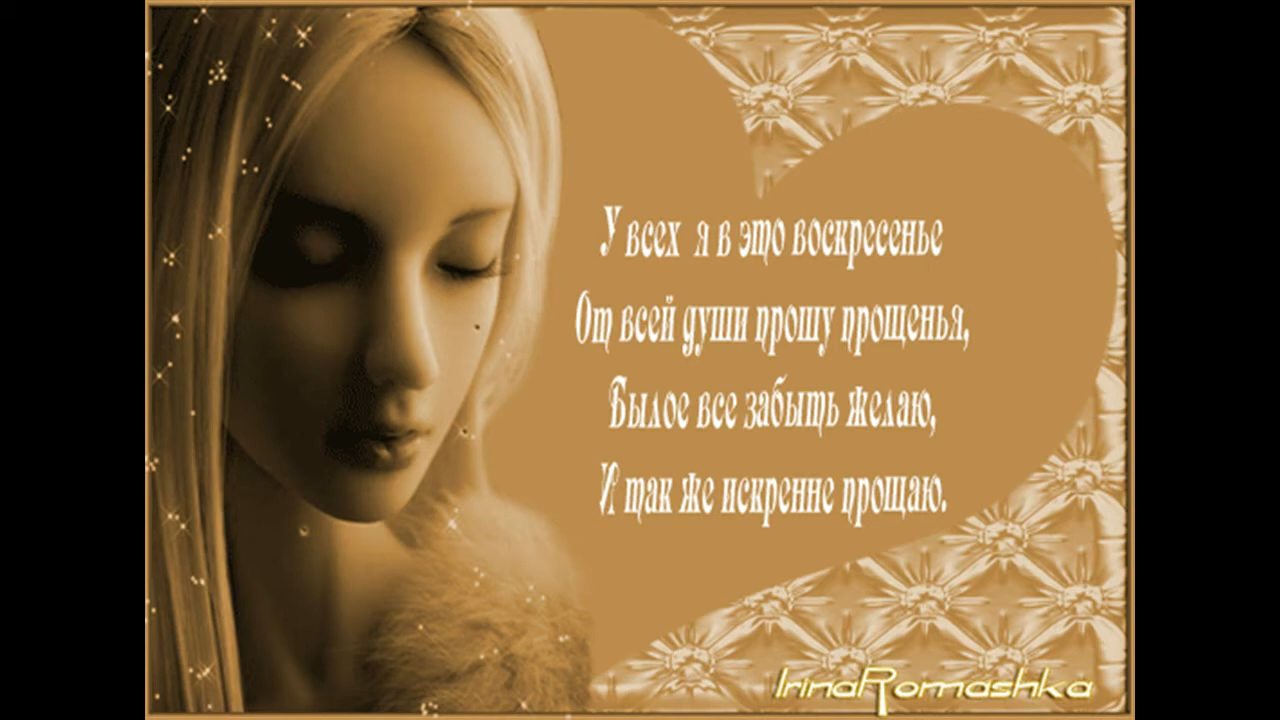 У всех я в это воскресенье
От всей души прошу прощенья,
Былое все забыть желаю,
И так же искренне прощаю.
IrinaRomashka